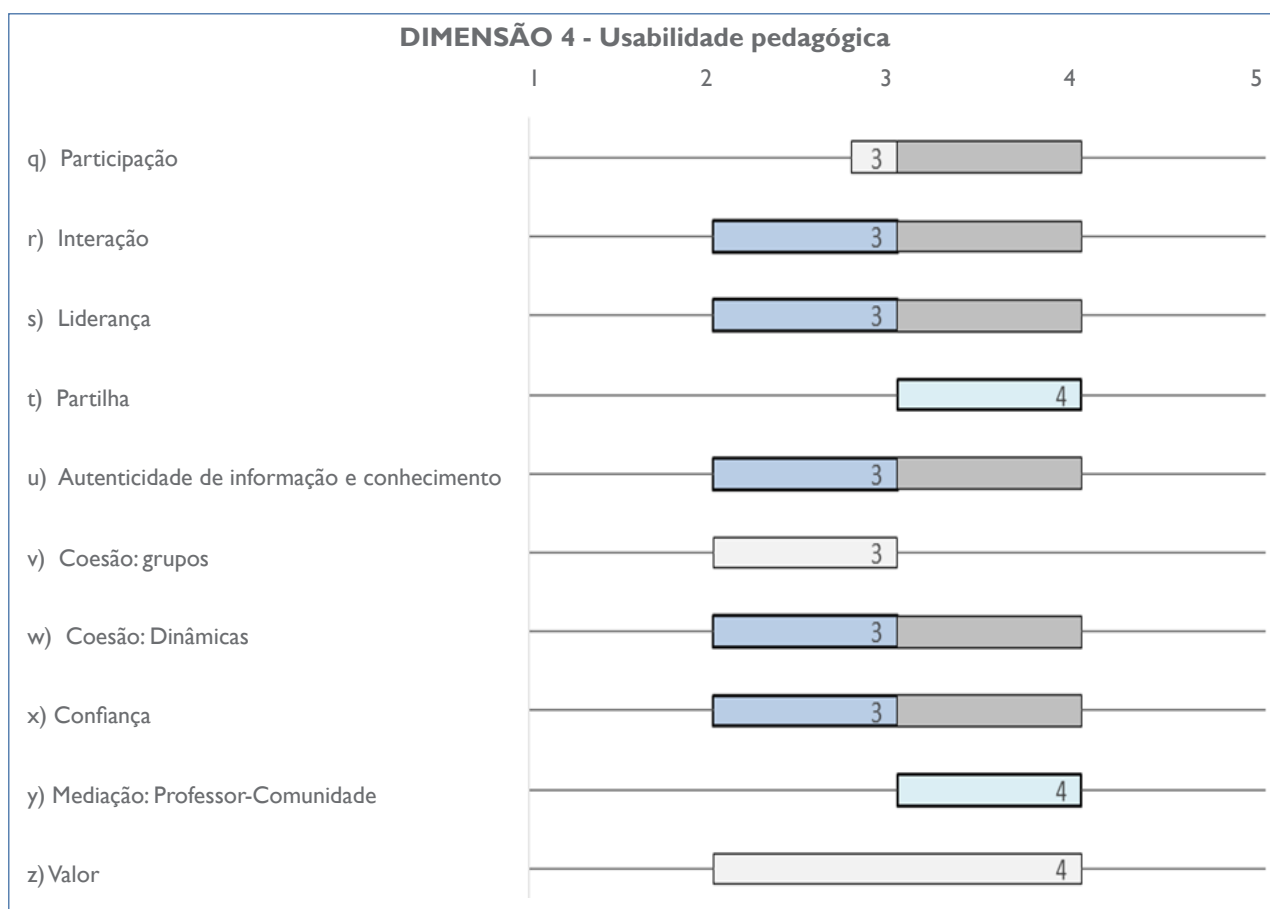 DIMENSÃO 4 - Usabilidade pedagógica
1 2 3 4 5
q) Participação 3
r) Interação 3
s) Liderança 3
t) Partilha 4
u) Autenticidade de informação e conhecimento 3
v) Coesão: grupos 3
w) Coesão: Dinâmicas 3
x) Confiança 3
y) Mediação: Professor-Comunidade 4
z) Valor 4